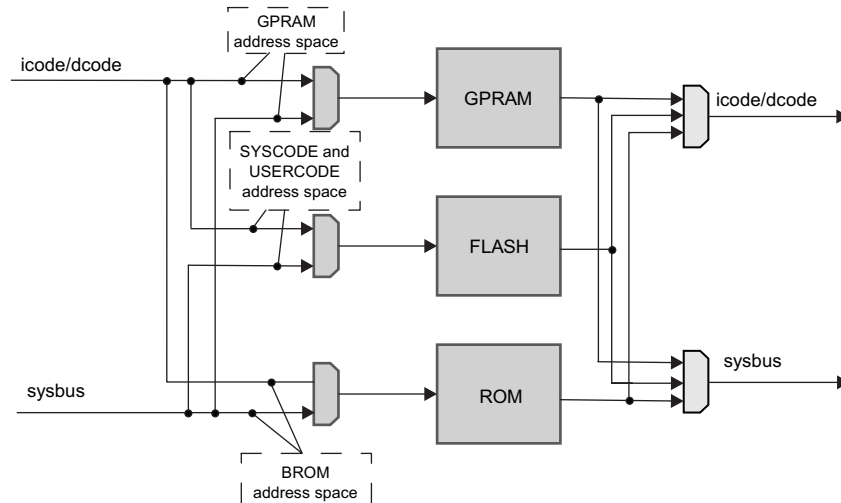 GPRAM
address space
icode/dcode
GPRAM
icode/dcode
SYSCODE and
USERCODE
address space
FLASH
sysbus
ROM
sysbus
BROM
address space